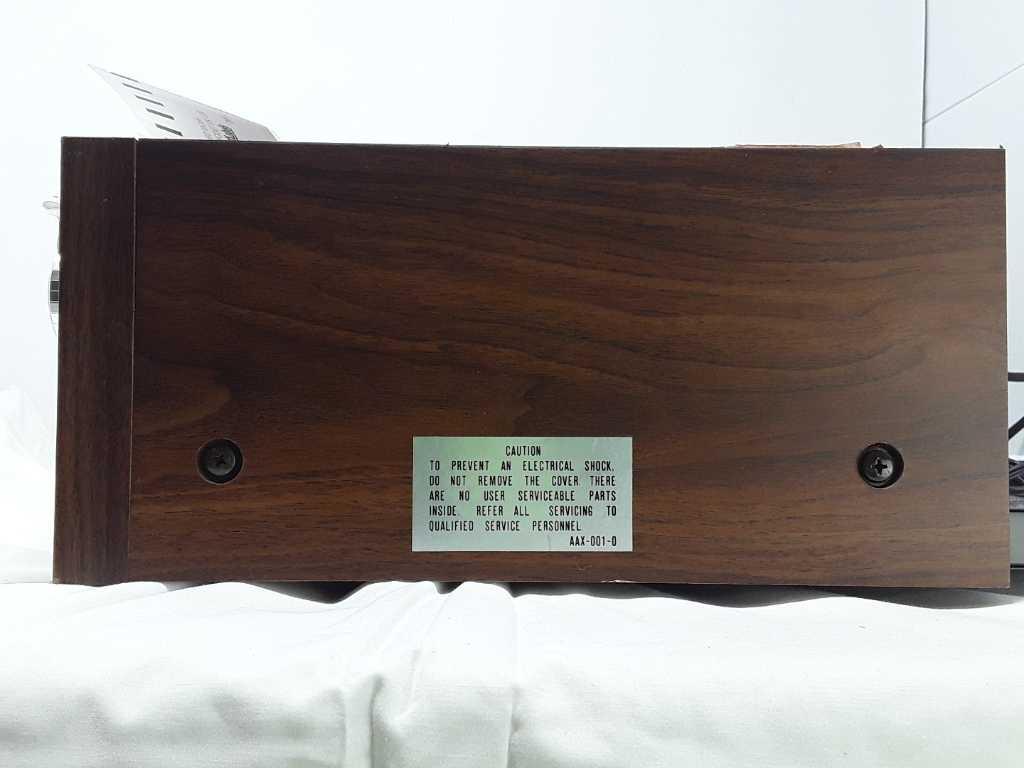 CAUTION
TO PREVENT AN ELECTRICAL SHOCK,
DO NOT REMOVE THE COVER. THERE
ARE NO USER SERVICEABLE PARTS
INSIDE. REFER ALL SERVICING TO
QUALIFIED SERVICE PERSONNEL
AAX-001-0